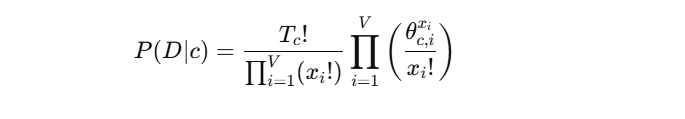 P(D|c) = \frac{T_c!}{\prod_{i=1}^{V}(x_i!)} \prod_{i=1}^{V} \left( \frac{\theta_{c,i}^{x_i}}{x_i!} \right)